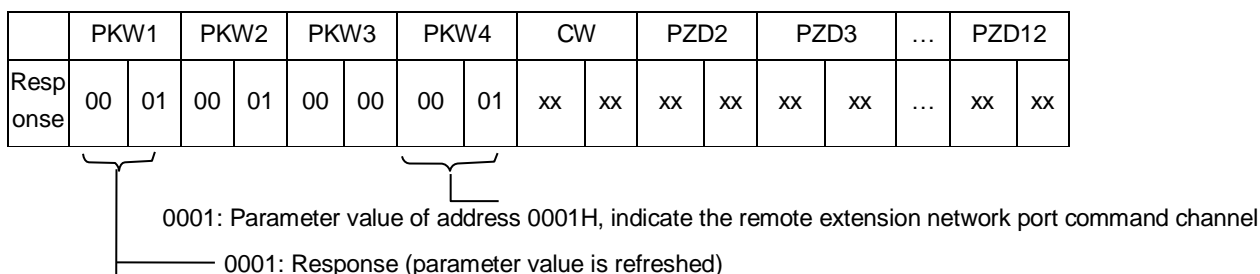 PKW1 PKW2 PKW3 PKW4 CW PZD2 PZD3 … PZD12
Resp
onse 00 01 00 01 00 00 00 01 xx xx xx xx xx xx … xx xx
0001: Parameter value of address 0001H, indicate the remote extension network port command channel
0001: Response (parameter value is refreshed)